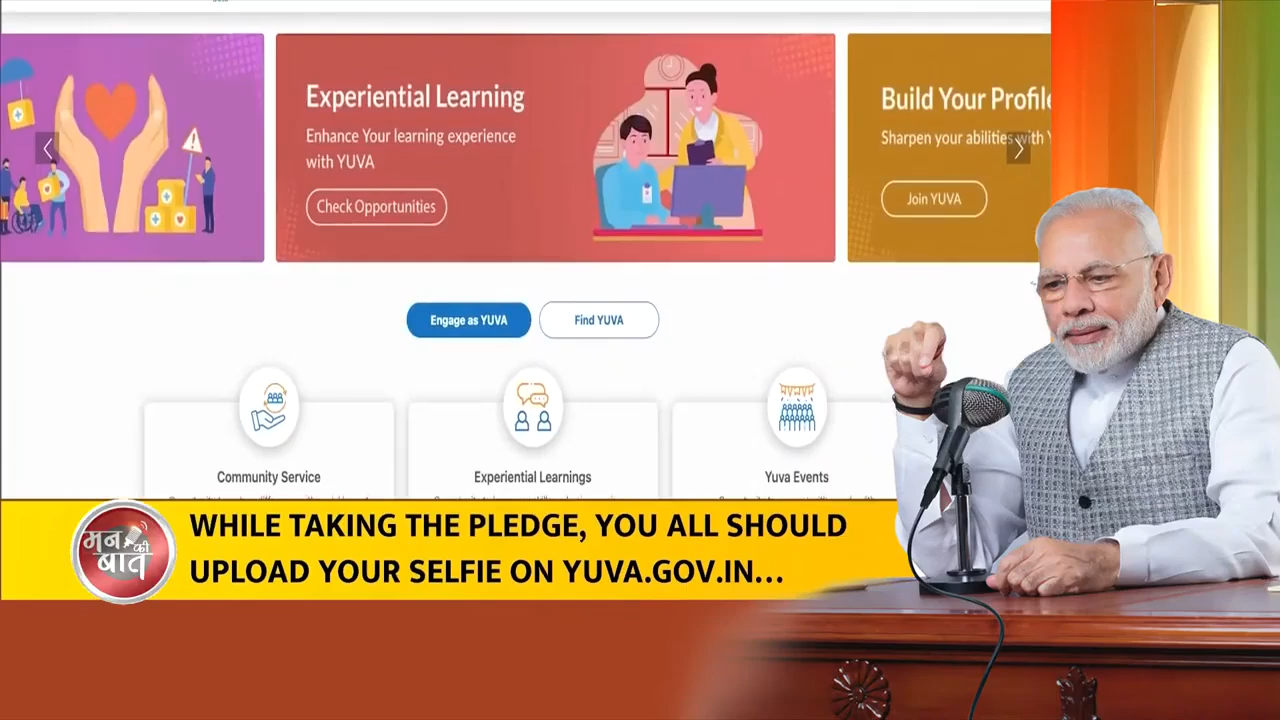 Experiential Learning
Enhance Your learning experience
with YUVA
Check Opportunities
Build Your Profile
Sharpen your abilities with
Join YUVA
Engage as YUVA
Find YUVA
Community Service
Experiential Learnings
Yuva Events
मन की बात
WHILE TAKING THE PLEDGE, YOU ALL SHOULD
UPLOAD YOUR SELFIE ON YUVA.GOV.IN...